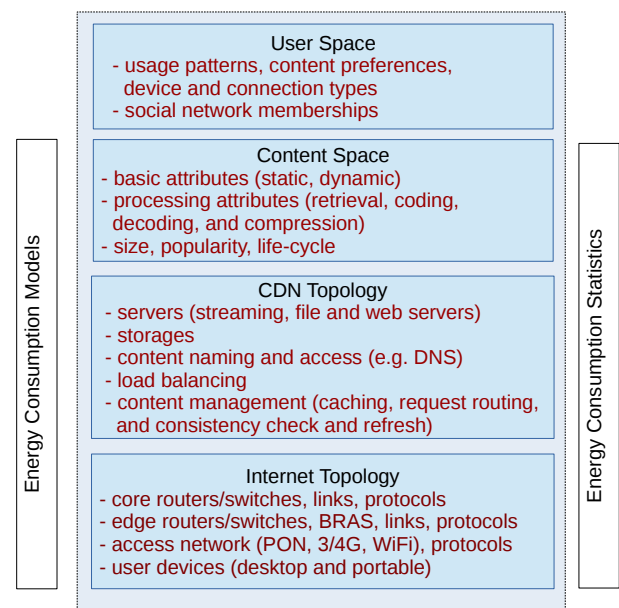 User Space
- usage patterns, content preferences,
device and connection types
- social network memberships
Energy Consumption Models
Content Space
- basic attributes (static, dynamic)
- processing attributes (retrieval, coding,
decoding, and compression)
- size, popularity, life-cycle
CDN Topology
- servers (streaming, file and web servers)
- storages
- content naming and access (e.g. DNS)
- load balancing
- content management (caching, request routing,
and consistency check and refresh)
Internet Topology
- core routers/switches, links, protocols
- edge routers/switches, BRAS, links, protocols
- access network (PON, 3/4G, WiFi), protocols
- user devices (desktop and portable)
Energy Consumption Statistics